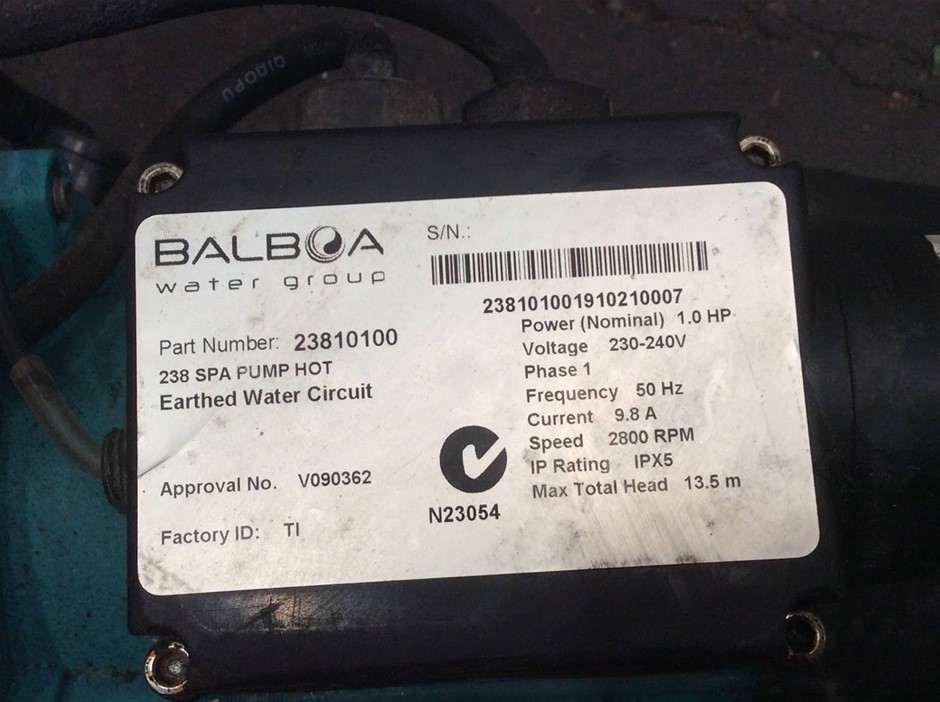 QIAOPU
BALBOA
water group
S/N.:
238101001910210007
Part Number: 23810100
238 SPA PUMP HOT
Earthed Water Circuit
Power (Nominal) 1.0 HP
Voltage 230-240V
Phase 1
Frequency 50 Hz
Current 9.8 A
Speed 2800 RPM
IP Rating IPX5
Max Total Head 13.5 m
Approval No. V090362
N23054
Factory ID: TI